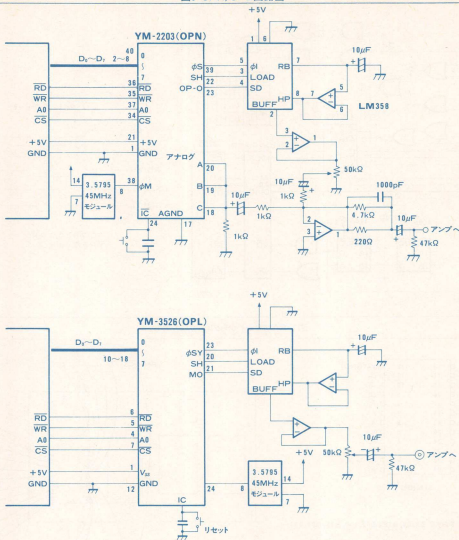 YM-2203(OPN)
D₀～D₇ 2～8
40
0
～
7
RD 36 RD
WR 35 WR
A0 37 A0
CS 34 CS
+5V 21 +5V
GND 1 GND
アナログ
14
3.5795
45MHz
モジュール
7
8
38 φM
IC
24
AGND
17
φS 39
SH 23
OP-O 22
A 20
B 19
C 18
1kΩ
10μF
1kΩ
+5V
1 6
5 φI
3 LOAD
4 SD
RB 7
HP 8
BUFF
2
10μF
5
7
6
LM358
3
2
1
50kΩ
10μF
1kΩ
2
3
1
1000pF
4.7kΩ
220Ω
10μF
アンプへ
47kΩ
YM-3526(OPL)
D₀～D₇
10～18
0
～
7
RD 6 RD
WR 5 WR
A0 4 A0
CS 7 CS
+5V 1
GND 12 GND
φSY 23
SH 20
MO 21
24
IC
リセット
+5V
φI
LOAD
SD
RB
HP
BUFF
10μF
50kΩ
10μF
アンプへ
47kΩ
+5V
14
3.5795
45MHz
モジュール
8
7